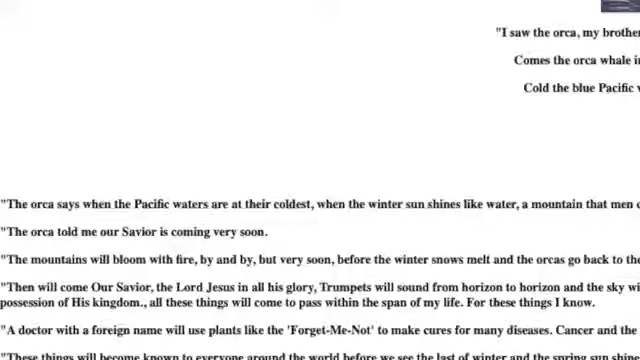 "I saw the orca, my brother
Comes the orca whale in
Cold the blue Pacific
"The orca says when the Pacific waters are at their coldest, when the winter sun shines like water, a mountain that men
"The orca told me our Savior is coming very soon.
"The mountains will bloom with fire, by and by, but very soon, before the winter snows melt and the orcas go back to the
"Then will come Our Savior, the Lord Jesus in all his glory, Trumpets will sound from horizon to horizon and the sky
possession of His kingdom., all these things will come to pass within the span of my life. For these things I know.
"A doctor with a foreign name will use plants like the 'Forget-Me-Not' to make cures for many diseases. Cancer and the
"These things will become known to everyone around the world before we see the last of winter and the spring sun